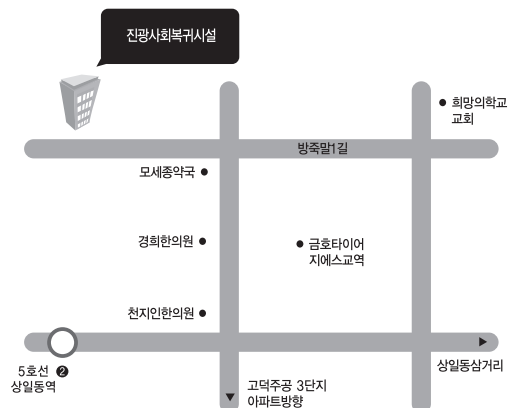 진광사회복귀시설
희망의학교
교회
방죽말1길
모세종약국
경희한의원
금호타이어
지에스교역
천지인한의원
5호선 2
상일동역
상일동삼거리
고덕주공 3단지
아파트방향